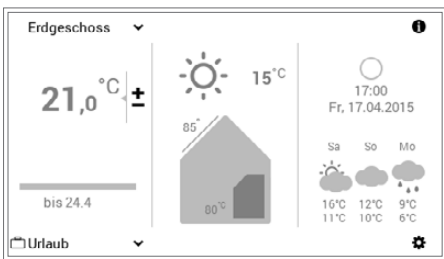 Erdgeschoss
21,0 °C ±
bis 24.4
Urlaub
15°C
85°
80°C
17:00
Fr, 17.04.2015
Sa So Mo
16°C 12°C 9°C
11°C 10°C 6°C